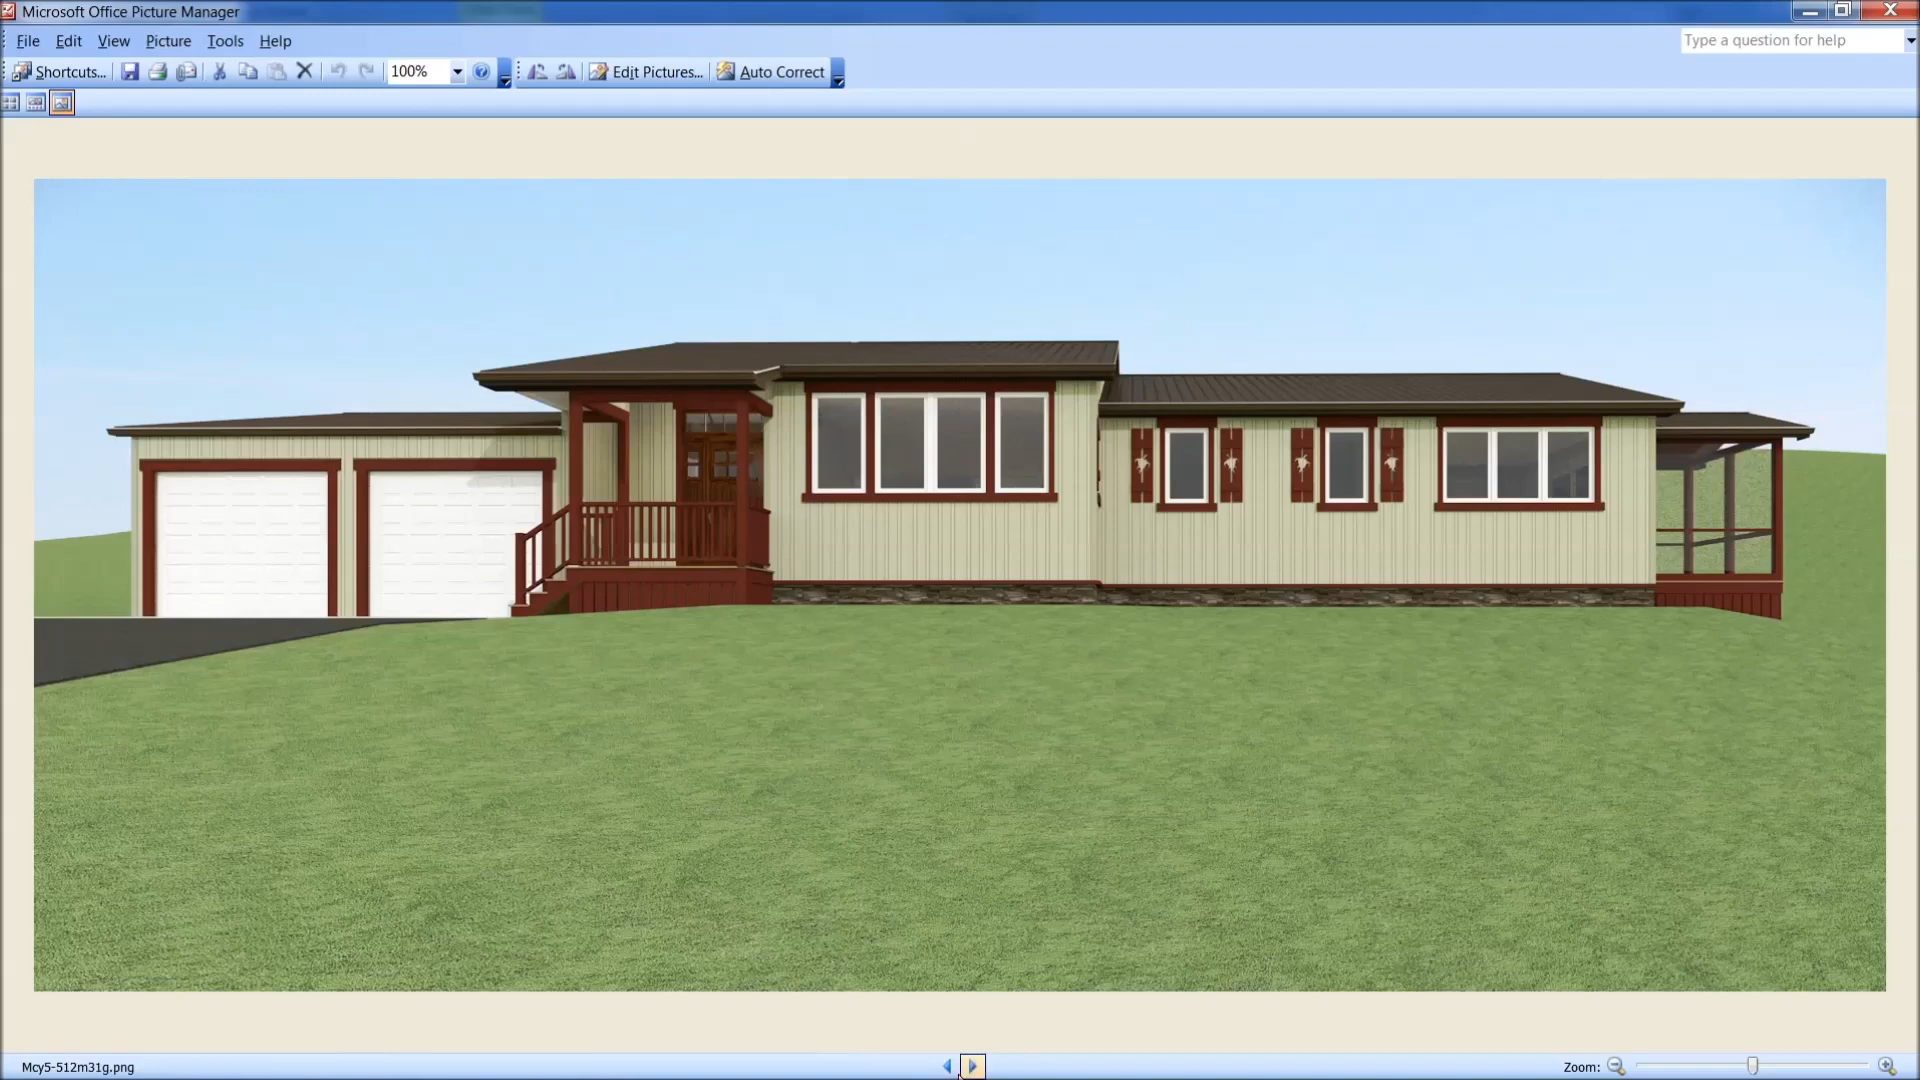 Microsoft Office Picture Manager
File Edit View Picture Tools Help
Type a question for help
Shortcuts... 100% Edit Pictures... Auto Correct
Mcy5-512m31g.png
Zoom: